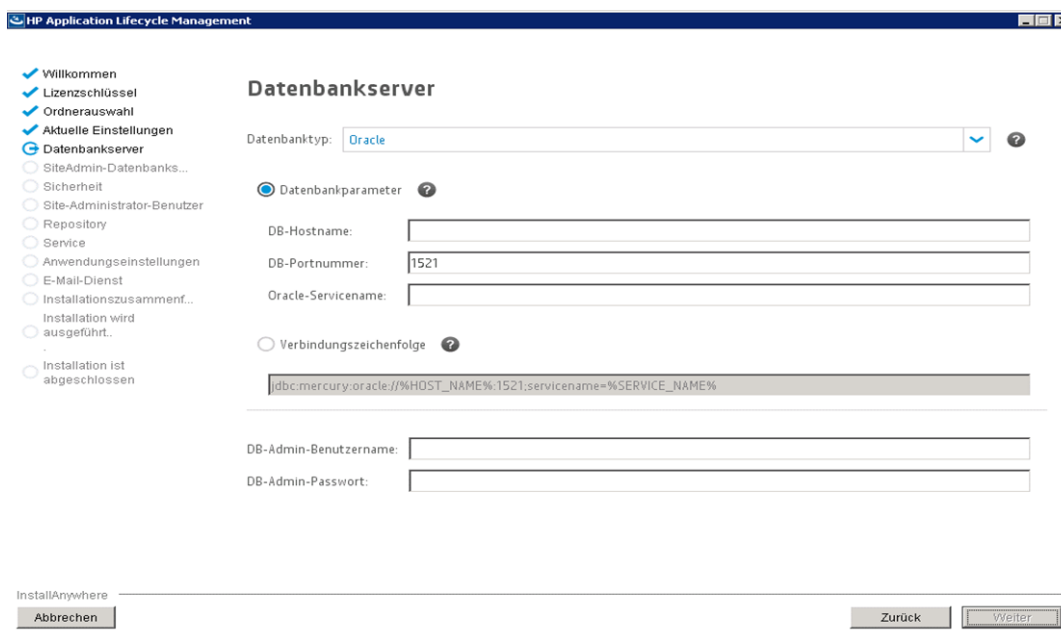 HP Application Lifecycle Management
Willkommen
Lizenzschlüssel
Ordnerauswahl
Aktuelle Einstellungen
Datenbankserver
SiteAdmin-Datenbanks...
Sicherheit
Site-Administrator-Benutzer
Repository
Service
Anwendungseinstellungen
E-Mail-Dienst
Installationszusammenf...
Installation wird
ausgeführt..
.
Installation ist
abgeschlossen
Datenbankserver
Datenbanktyp: Oracle ?
Datenbankparameter ?
DB-Hostname:
DB-Portnummer: 1521
Oracle-Servicename:
Verbindungszeichenfolge ?
jdbc:mercury:oracle://%HOST_NAME%:1521;servicename=%SERVICE_NAME%
DB-Admin-Benutzername:
DB-Admin-Passwort:
InstallAnywhere
Abbrechen Zurück Weiter